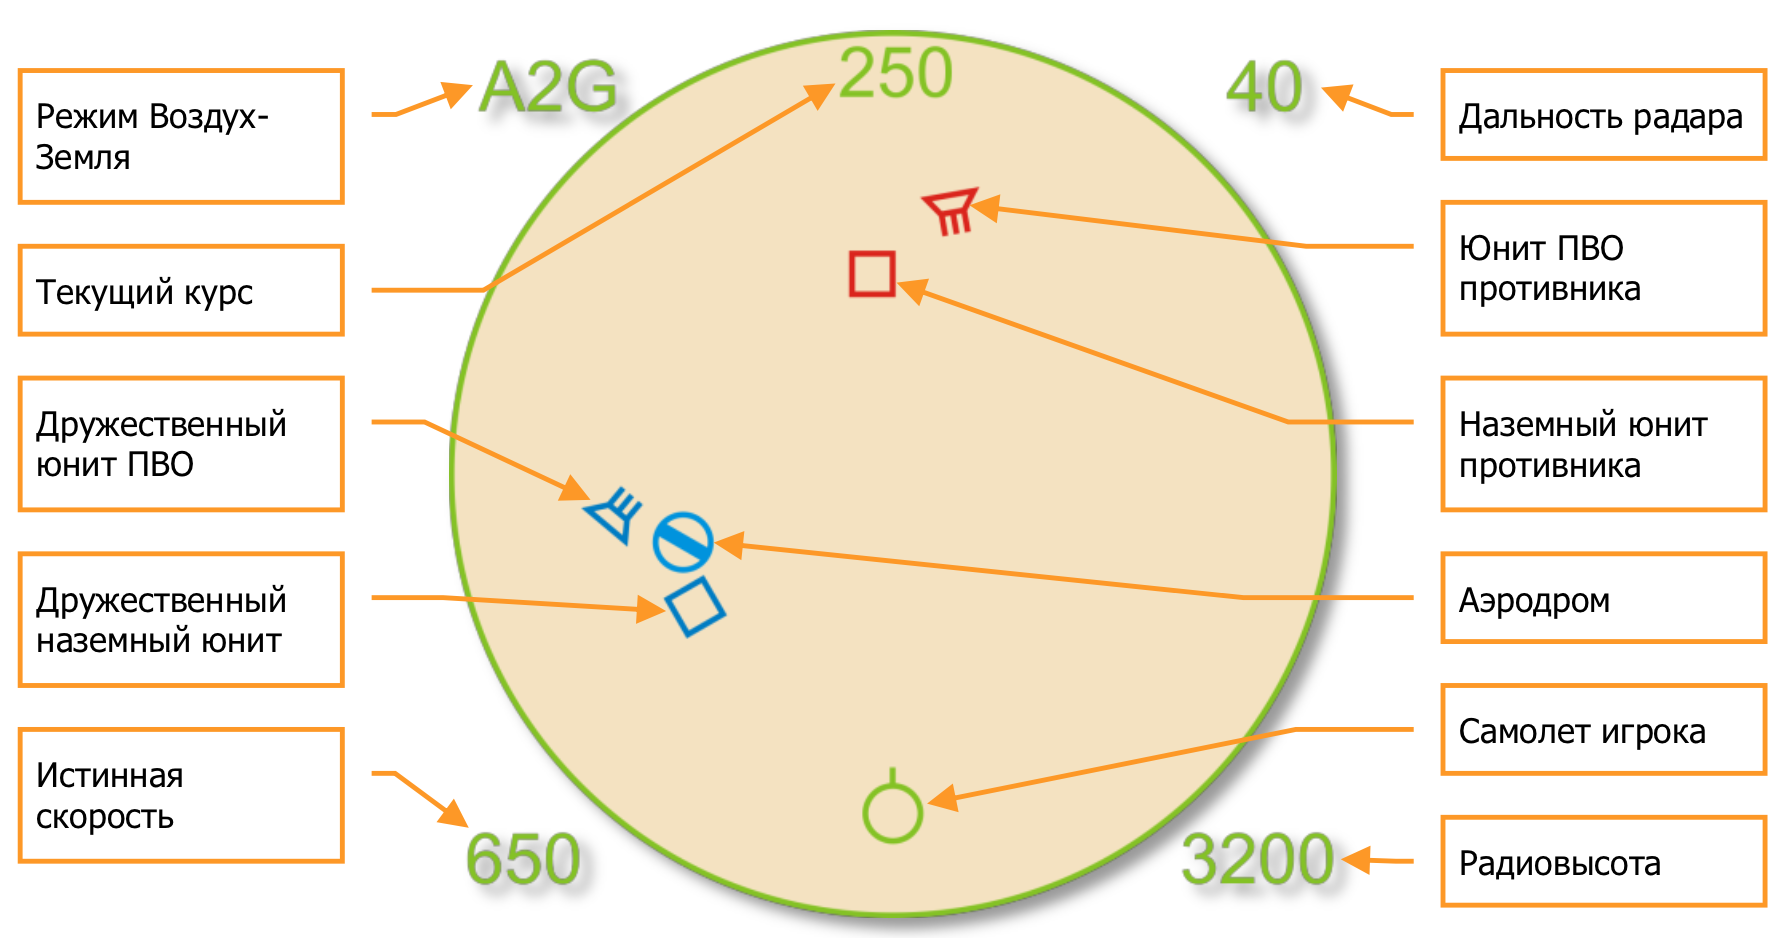 A2G
250
40
Режим Воздух-
Земля
Текущий курс
Дружественный
юнит ПВО
Дружественный
наземный юнит
Истинная
скорость
650
Дальность радара
Юнит ПВО
противника
Наземный юнит
противника
Аэродром
Самолет игрока
Радиовысота
3200